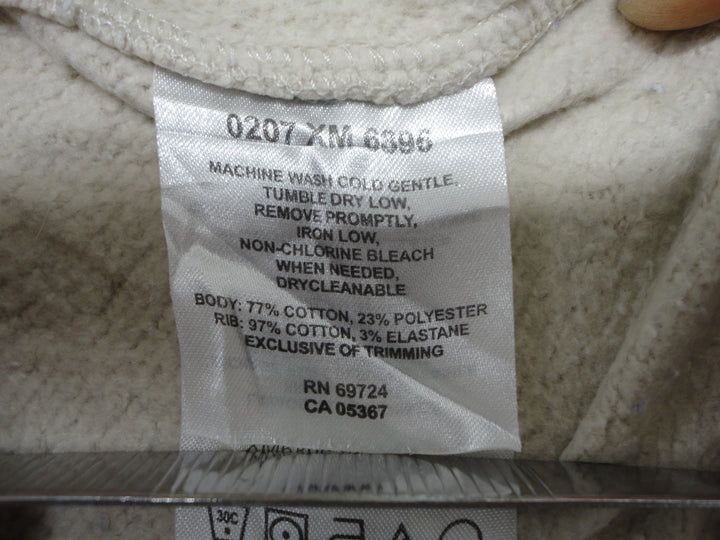 0207 XM 6396
MACHINE WASH COLD GENTLE,
TUMBLE DRY LOW,
REMOVE PROMPTLY,
IRON LOW,
NON-CHLORINE BLEACH
WHEN NEEDED,
DRYCLEANABLE
BODY: 77% COTTON, 23% POLYESTER
RIB: 97% COTTON, 3% ELASTANE
EXCLUSIVE OF TRIMMING
RN 69724
CA 05367
30C